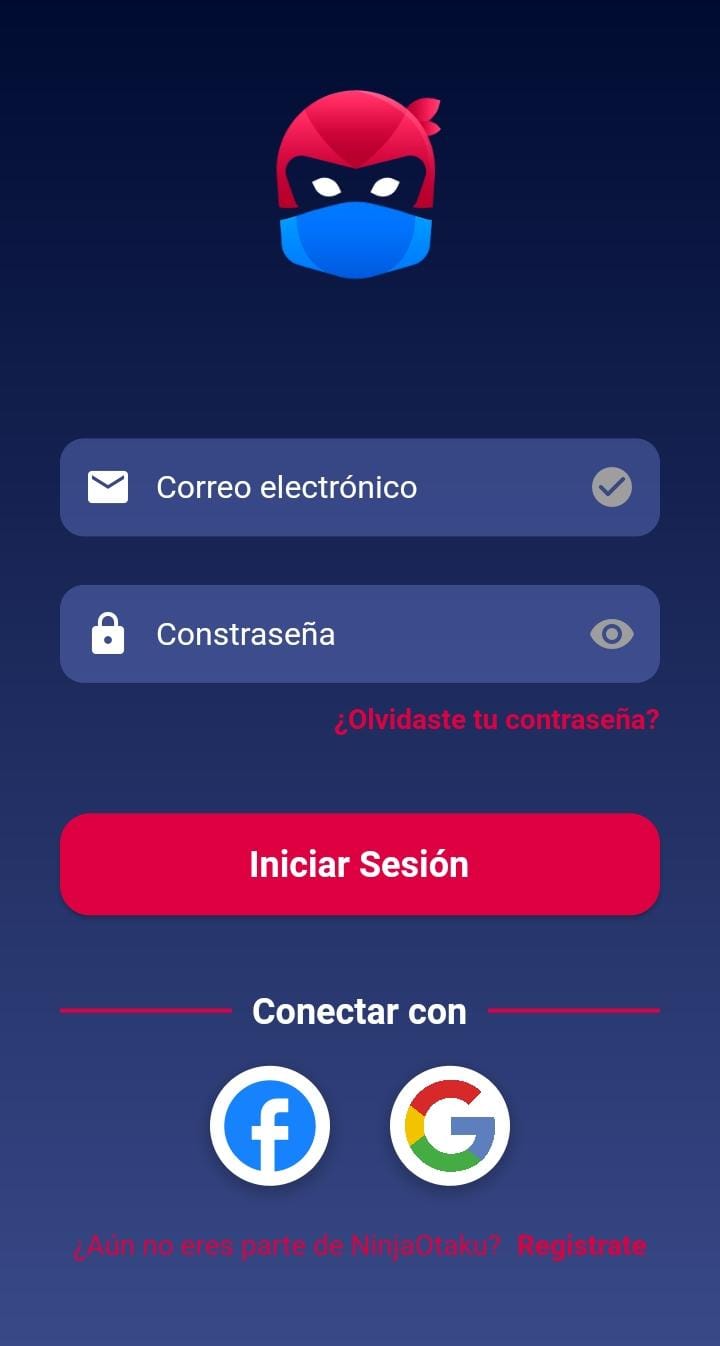 Correo electrónico
Constraseña
¿Olvidaste tu contraseña?
Iniciar Sesión
Conectar con
¿Aún no eres parte de NinjaOtaku? Registrate